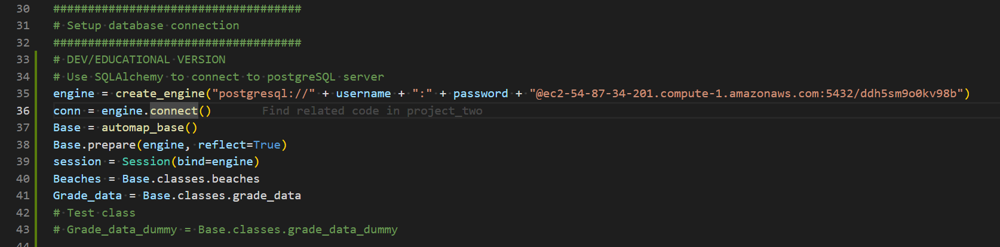 30 ####################################
31 # Setup database connection
32 ####################################
33 # DEV/EDUCATIONAL VERSION
34 # Use SQLAlchemy to connect to postgreSQL server
35 engine = create_engine("postgresql://" + username + ":" + password + "@ec2-54-87-34-201.compute-1.amazonaws.com:5432/ddh5sm9o0kv98b")
36 conn = engine.connect() Find related code in project_two
37 Base = automap_base()
38 Base.prepare(engine, reflect=True)
39 session = Session(bind=engine)
40 Beaches = Base.classes.beaches
41 Grade_data = Base.classes.grade_data
42 # Test class
43 # Grade_data_dummy = Base.classes.grade_data_dummy
44